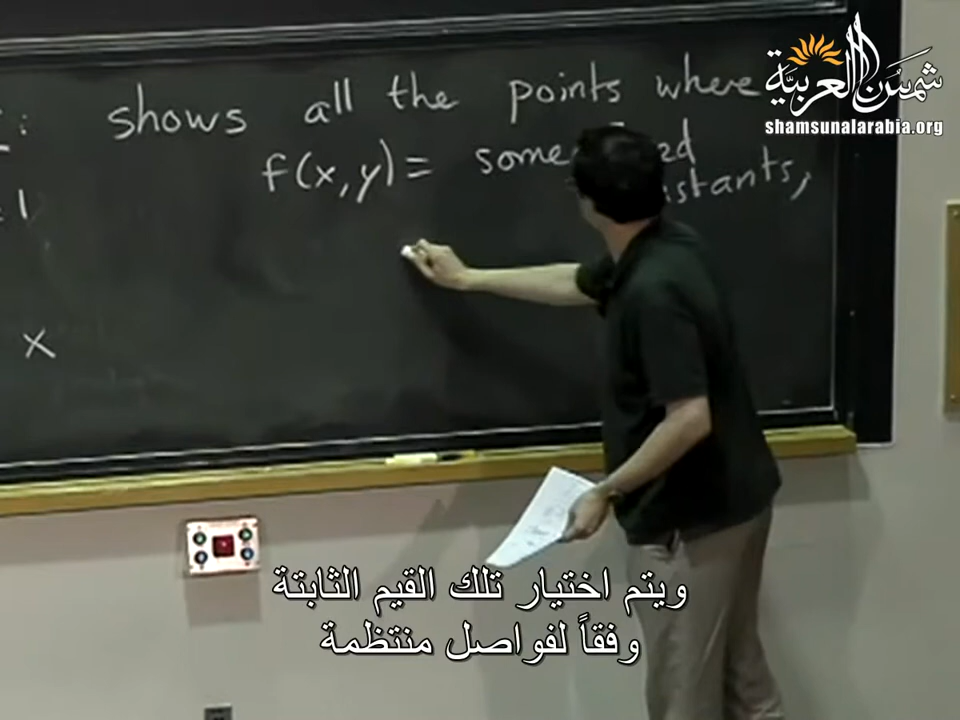 شمس العربية
shamsunalarabia.org
: shows all the points where
f(x,y) = some
stants,
= 1
x
ويتم اختيار تلك القيم الثابتة
وفقاً لفواصل منتظمة